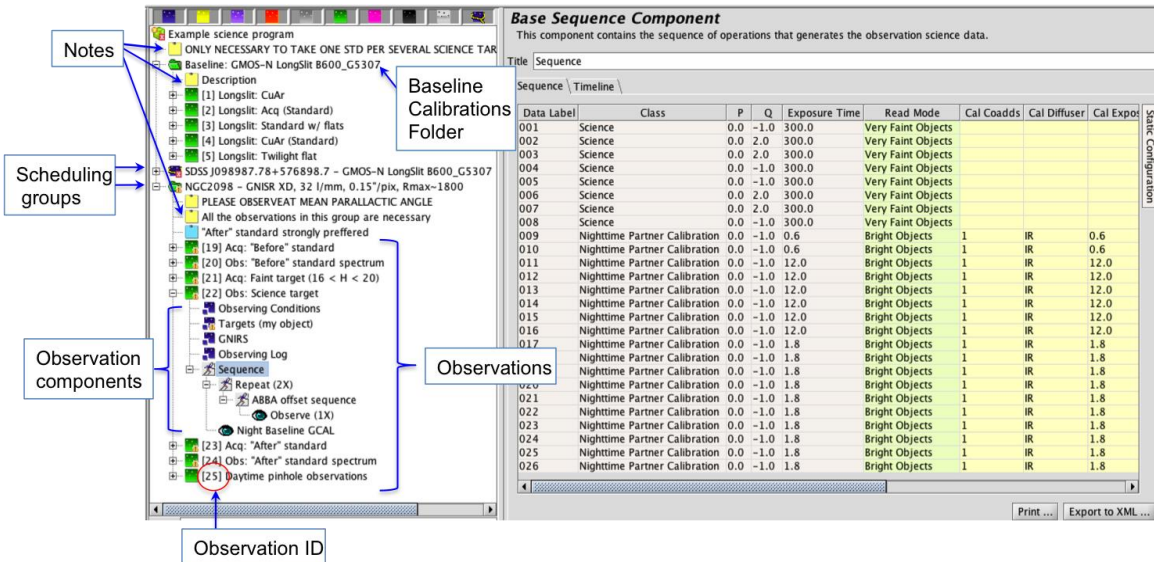 Example science program
ONLY NECESSARY TO TAKE ONE STD PER SEVERAL SCIENCE TAR
Baseline: GMOS-N LongSlit B600_G5307
Description
[1] Longslit: CuAr
[2] Longslit: Acq (Standard)
[3] Longslit: Standard w/ flats
[4] Longslit: CuAr (Standard)
[5] Longslit: Twilight flat
SDSS J098987.78+576898.7 - GMOS-N LongSlit B600_G5307
NGC2098 - GNISR XD, 32 l/mm, 0.15"/pix, Rmax~1800
PLEASE OBSERVEAT MEAN PARALLACTIC ANGLE
All the observations in this group are necessary
"After" standard strongly preffered
[19] Acq: "Before" standard
[20] Obs: "Before" standard spectrum
[21] Acq: Faint target (16 < H < 20)
[22] Obs: Science target
Observing Conditions
Targets (my object)
GNIRS
Observing Log
Sequence
Repeat (2X)
ABBA offset sequence
Observe (1X)
Night Baseline GCAL
[23] Acq: "After" standard
[24] Obs: "After" standard spectrum
[25] Daytime pinhole observations
Notes
Baseline
Calibrations
Folder
Scheduling
groups
Observation
components
Observations
Observation ID
Base Sequence Component
This component contains the sequence of operations that generates the observation science data.
Title Sequence
Sequence Timeline
Data Label Class P Q Exposure Time Read Mode Cal Coadds Cal Diffuser Cal Expos
001 Science 0.0 -1.0 300.0 Very Faint Objects
002 Science 0.0 2.0 300.0 Very Faint Objects
003 Science 0.0 2.0 300.0 Very Faint Objects
004 Science 0.0 -1.0 300.0 Very Faint Objects
005 Science 0.0 -1.0 300.0 Very Faint Objects
006 Science 0.0 2.0 300.0 Very Faint Objects
007 Science 0.0 2.0 300.0 Very Faint Objects
008 Science 0.0 -1.0 300.0 Very Faint Objects
009 Nighttime Partner Calibration 0.0 -1.0 0.6 Bright Objects 1 IR 0.6
010 Nighttime Partner Calibration 0.0 -1.0 0.6 Bright Objects 1 IR 0.6
011 Nighttime Partner Calibration 0.0 -1.0 12.0 Bright Objects 1 IR 12.0
012 Nighttime Partner Calibration 0.0 -1.0 12.0 Bright Objects 1 IR 12.0
013 Nighttime Partner Calibration 0.0 -1.0 12.0 Bright Objects 1 IR 12.0
014 Nighttime Partner Calibration 0.0 -1.0 12.0 Bright Objects 1 IR 12.0
015 Nighttime Partner Calibration 0.0 -1.0 12.0 Bright Objects 1 IR 12.0
016 Nighttime Partner Calibration 0.0 -1.0 12.0 Bright Objects 1 IR 12.0
017 Nighttime Partner Calibration 0.0 -1.0 1.8 Bright Objects 1 IR 1.8
Nighttime Partner Calibration 0.0 -1.0 1.8 Bright Objects 1 IR 1.8
Nighttime Partner Calibration 0.0 -1.0 1.8 Bright Objects 1 IR 1.8
Nighttime Partner Calibration 0.0 -1.0 1.8 Bright Objects 1 IR 1.8
021 Nighttime Partner Calibration 0.0 -1.0 1.8 Bright Objects 1 IR 1.8
022 Nighttime Partner Calibration 0.0 -1.0 1.8 Bright Objects 1 IR 1.8
023 Nighttime Partner Calibration 0.0 -1.0 1.8 Bright Objects 1 IR 1.8
024 Nighttime Partner Calibration 0.0 -1.0 1.8 Bright Objects 1 IR 1.8
025 Nighttime Partner Calibration 0.0 -1.0 1.8 Bright Objects 1 IR 1.8
026 Nighttime Partner Calibration 0.0 -1.0 1.8 Bright Objects 1 IR 1.8
Static Configuration
Print ... Export to XML ...